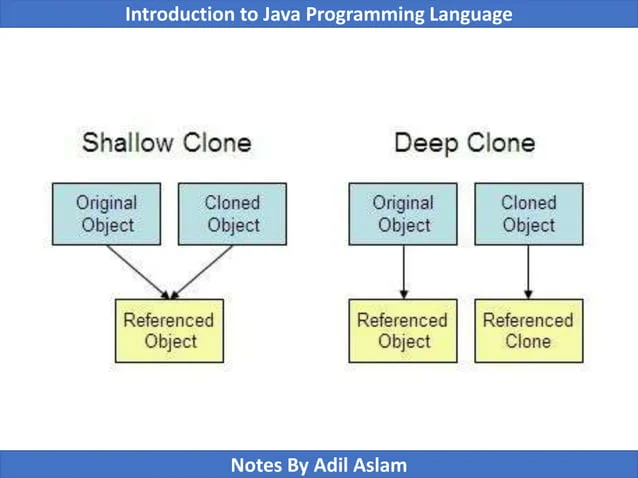 Introduction to Java Programming Language
Shallow Clone
Deep Clone
Original
Object
Cloned
Object
Original
Object
Cloned
Object
Referenced
Object
Referenced
Object
Referenced
Clone
Notes By Adil Aslam